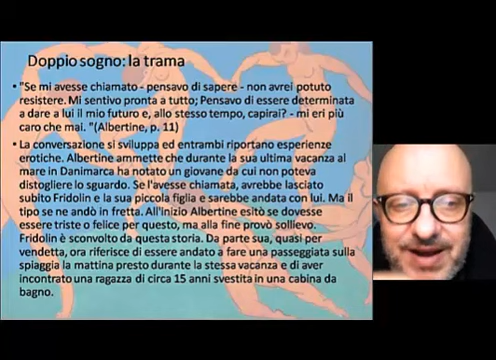 Doppio sogno: la trama
• "Se mi avesse chiamato - pensavo di sapere - non avrei potuto
resistere. Mi sentivo pronta a tutto; Pensavo di essere determinata
a dare a lui il mio futuro e, allo stesso tempo, capirai? - mi eri più
caro che mai. "(Albertine, p. 11)
• La conversazione si sviluppa ed entrambi riportano esperienze
erotiche. Albertine ammette che durante la sua ultima vacanza al
mare in Danimarca ha notato un giovane da cui non poteva
distogliere lo sguardo. Se l'avesse chiamata, avrebbe lasciato
subito Fridolin e la sua piccola figlia e sarebbe andata con lui. Ma il
tipo se ne andò in fretta. All'inizio Albertine esitò se dovesse
essere triste o felice per questo, ma alla fine provò sollievo.
Fridolin è sconvolto da questa storia. Da parte sua, quasi per
vendetta, ora riferisce di essere andato a fare una passeggiata sulla
spiaggia la mattina presto durante la stessa vacanza e di aver
incontrato una ragazza di circa 15 anni svestita in una cabina da
bagno.